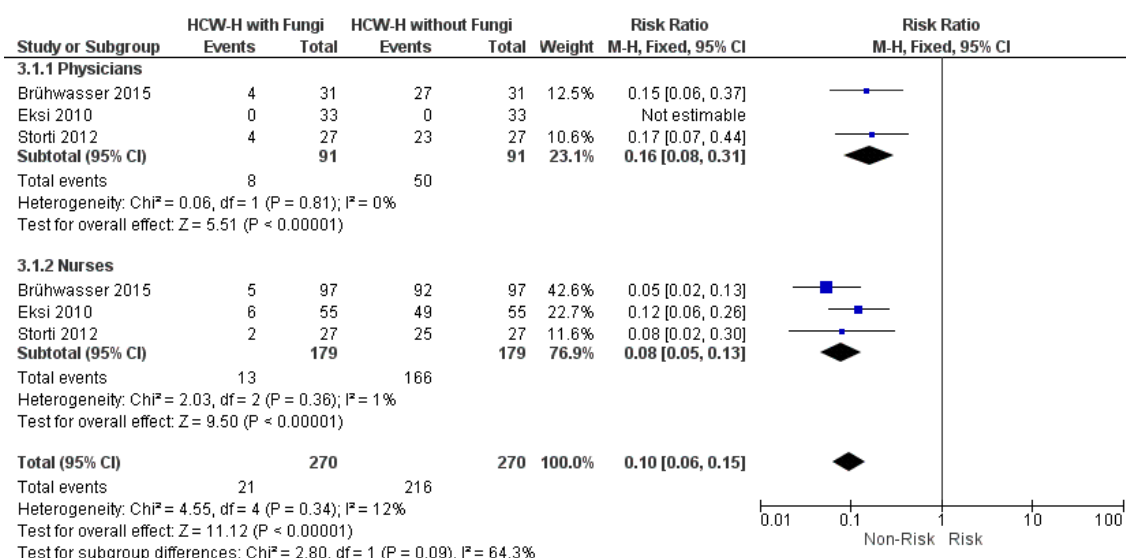 HCW-H with Fungi HCW-H without Fungi Risk Ratio Risk Ratio
Study or Subgroup Events Total Events Total Weight M-H, Fixed, 95% CI M-H, Fixed, 95% CI
3.1.1 Physicians
Brühwasser 2015 4 31 27 31 12.5% 0.15 [0.06, 0.37]
Eksi 2010 0 33 0 33 Not estimable
Storti 2012 4 27 23 27 10.6% 0.17 [0.07, 0.44]
Subtotal (95% CI) 91 91 23.1% 0.16 [0.08, 0.31]
Total events 8 50
Heterogeneity: Chi² = 0.06, df = 1 (P = 0.81); I² = 0%
Test for overall effect: Z = 5.51 (P < 0.00001)
3.1.2 Nurses
Brühwasser 2015 5 97 92 97 42.6% 0.05 [0.02, 0.13]
Eksi 2010 6 55 49 55 22.7% 0.12 [0.06, 0.26]
Storti 2012 2 27 25 27 11.6% 0.08 [0.02, 0.30]
Subtotal (95% CI) 179 179 76.9% 0.08 [0.05, 0.13]
Total events 13 166
Heterogeneity: Chi² = 2.03, df = 2 (P = 0.36); I² = 1%
Test for overall effect: Z = 9.50 (P < 0.00001)
Total (95% CI) 270 270 100.0% 0.10 [0.06, 0.15]
Total events 21 216
Heterogeneity: Chi² = 4.55, df = 4 (P = 0.34); I² = 12%
Test for overall effect: Z = 11.12 (P < 0.00001)
Test for subgroup differences: Chi² = 2.80, df = 1 (P = 0.09), I² = 64.3%
0.01 0.1 1 10 100
Non-Risk Risk